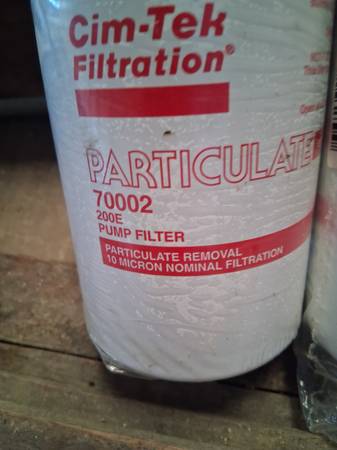 Cim-Tek
Filtration®
PARTICULATE
70002
200E
PUMP FILTER
PARTICULATE REMOVAL
10 MICRON NOMINAL FILTRATION